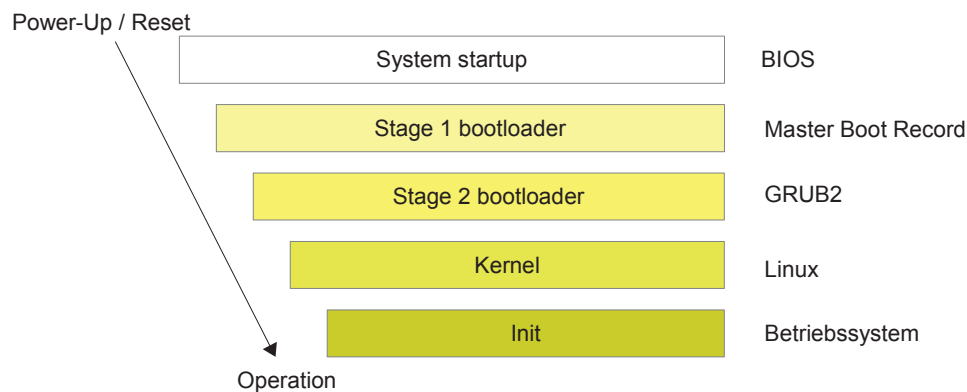 Power-Up / Reset
System startup
BIOS
Stage 1 bootloader
Master Boot Record
Stage 2 bootloader
GRUB2
Kernel
Linux
Init
Betriebssystem
Operation